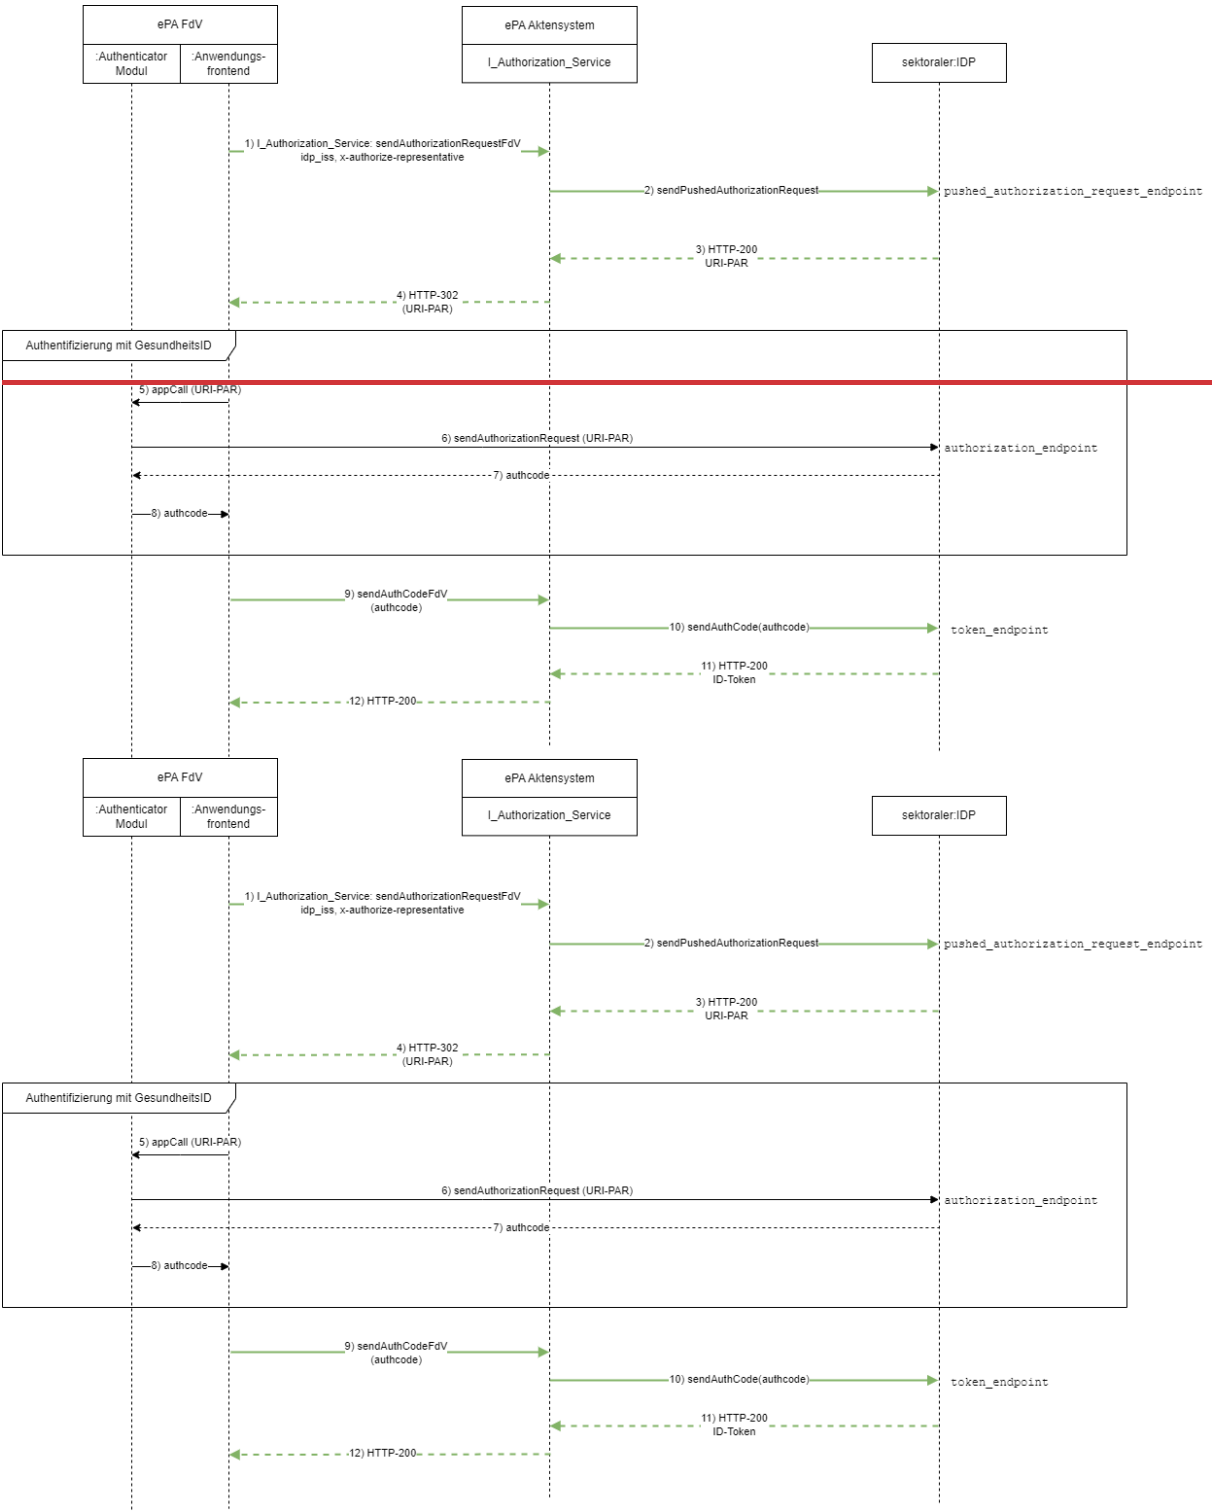 ePA FdV
:Authenticator
Modul
:Anwendungs-
frontend
ePA Aktensystem
I_Authorization_Service
sektoraler:IDP
1) I_Authorization_Service: sendAuthorizationRequestFdV
idp_iss, x-authorize-representative
2) sendPushedAuthorizationRequest
pushed_authorization_request_endpoint
3) HTTP-200
URI-PAR
4) HTTP-302
(URI-PAR)
Authentifizierung mit GesundheitsID
5) appCall (URI-PAR)
6) sendAuthorizationRequest (URI-PAR)
authorization_endpoint
7) authcode
8) authcode
9) sendAuthCodeFdV
(authcode)
10) sendAuthCode(authcode)
token_endpoint
11) HTTP-200
ID-Token
12) HTTP-200
ePA FdV
:Authenticator
Modul
:Anwendungs-
frontend
ePA Aktensystem
I_Authorization_Service
sektoraler:IDP
1) I_Authorization_Service: sendAuthorizationRequestFdV
idp_iss, x-authorize-representative
2) sendPushedAuthorizationRequest
pushed_authorization_request_endpoint
3) HTTP-200
URI-PAR
4) HTTP-302
(URI-PAR)
Authentifizierung mit GesundheitsID
5) appCall (URI-PAR)
6) sendAuthorizationRequest (URI-PAR)
authorization_endpoint
7) authcode
8) authcode
9) sendAuthCodeFdV
(authcode)
10) sendAuthCode(authcode)
token_endpoint
11) HTTP-200
ID-Token
12) HTTP-200